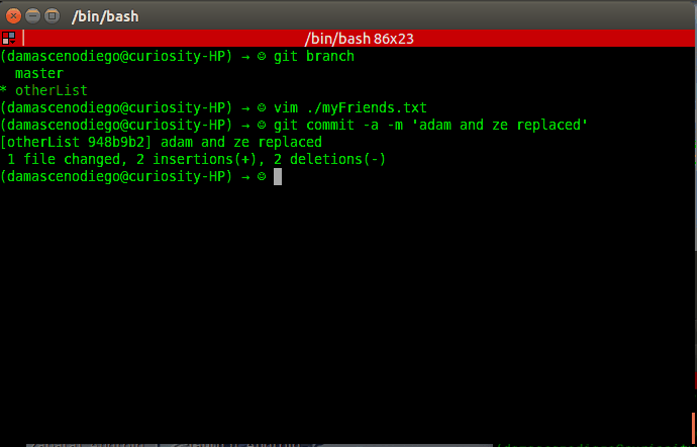 /bin/bash
/bin/bash 86x23
(damascenodiego@curiosity-HP) → ☺ git branch
  master
* otherList
(damascenodiego@curiosity-HP) → ☺ vim ./myFriends.txt
(damascenodiego@curiosity-HP) → ☺ git commit -a -m 'adam and ze replaced'
[otherList 948b9b2] adam and ze replaced
 1 file changed, 2 insertions(+), 2 deletions(-)
(damascenodiego@curiosity-HP) → ☺